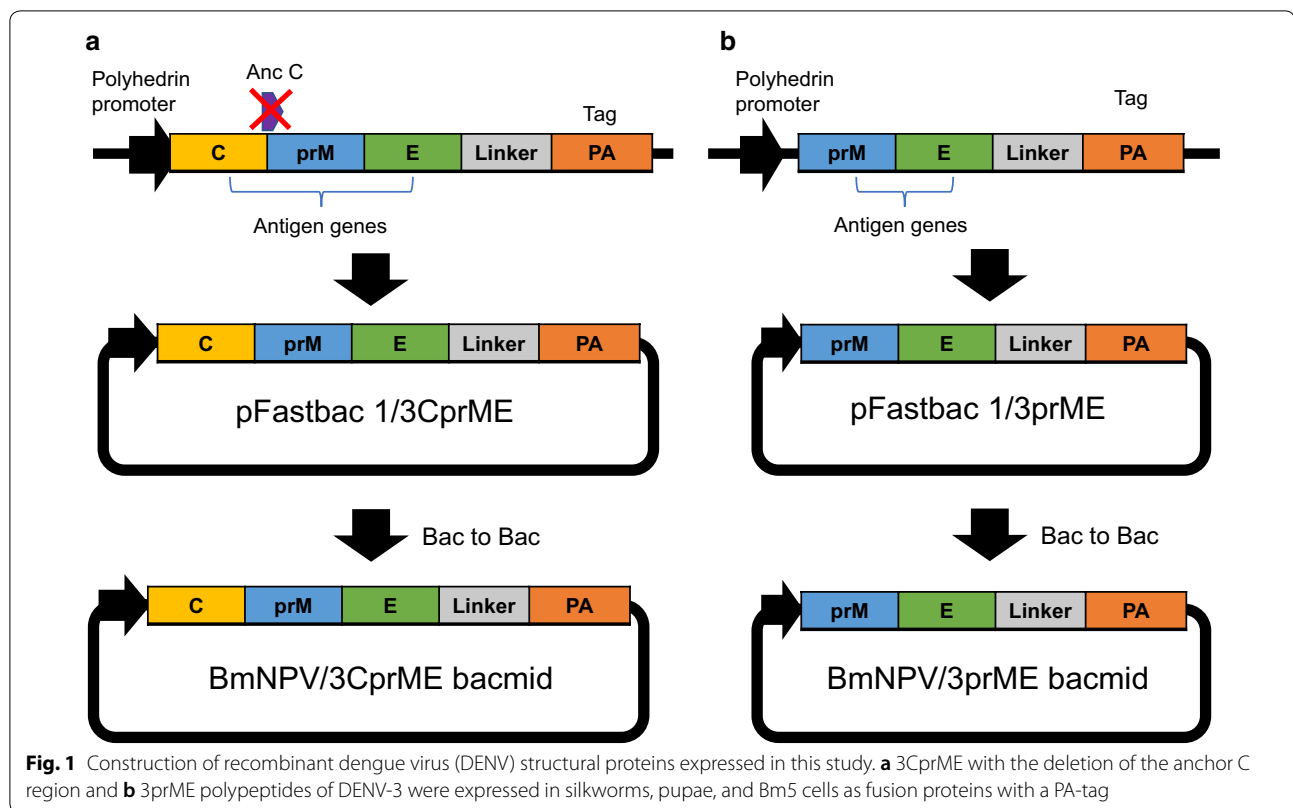 a
Anc C
Polyhedrin
promoter
Tag
C prM E Linker PA
Antigen genes
C prM E Linker PA
pFastbac 1/3CprME
Bac to Bac
C prM E Linker PA
BmNPV/3CprME bacmid
b
Polyhedrin
promoter
Tag
prM E Linker PA
Antigen genes
prM E Linker PA
pFastbac 1/3prME
Bac to Bac
prM E Linker PA
BmNPV/3prME bacmid
Fig. 1 Construction of recombinant dengue virus (DENV) structural proteins expressed in this study. a 3CprME with the deletion of the anchor C
region and b 3prME polypeptides of DENV-3 were expressed in silkworms, pupae, and Bm5 cells as fusion proteins with a PA-tag